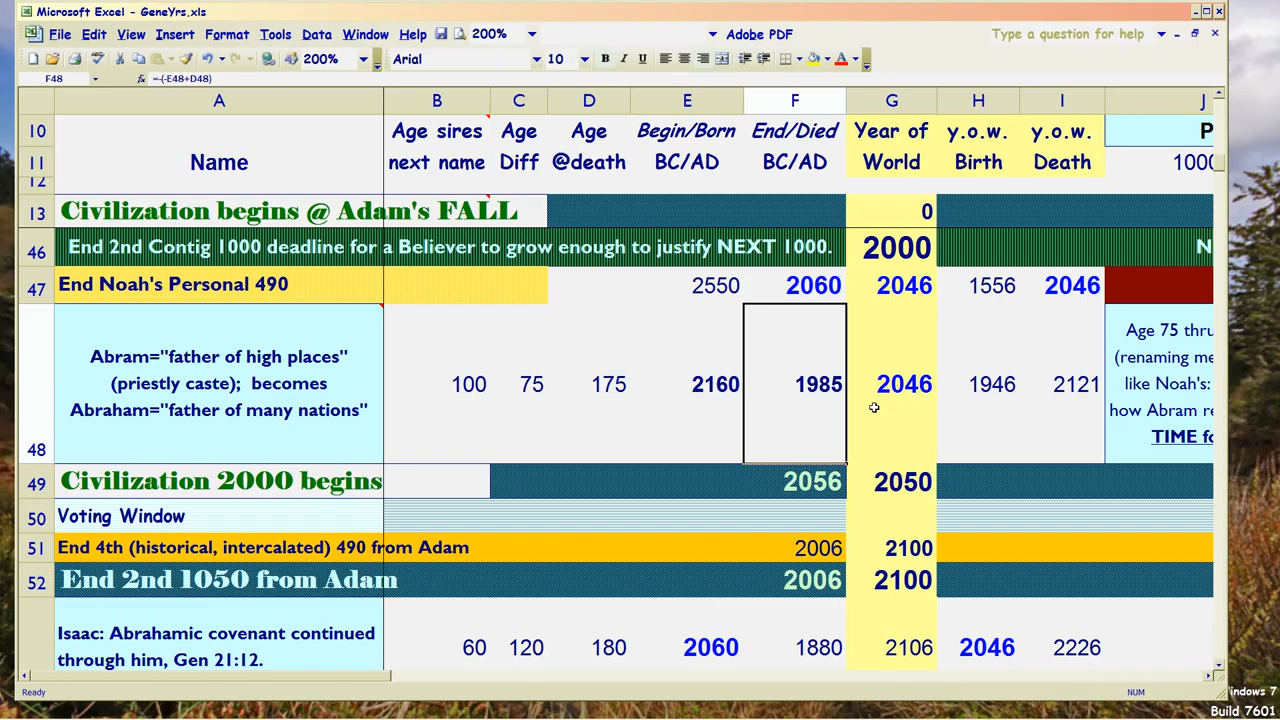 Microsoft Excel - GeneYrs.xls
File Edit View Insert Format Tools Data Window Help 200% Adobe PDF Type a question for help
200% Arial 10 B I U A
F48 fx =-(-E48+D48)
A B C D E F G H I J
10 Age sires Age Age Begin/Born End/Died Year of y.o.w. y.o.w. P
11 Name next name Diff @death BC/AD BC/AD World Birth Death 1000
12
13 Civilization begins @ Adam's FALL 0
46 End 2nd Contig 1000 deadline for a Believer to grow enough to justify NEXT 1000. 2000 N
47 End Noah's Personal 490 2550 2060 2046 1556 2046
Age 75 thru
Abram="father of high places" (renaming me
(priestly caste); becomes 100 75 175 2160 1985 2046 1946 2121 like Noah's:
Abraham="father of many nations" how Abram re
48 TIME fo
49 Civilization 2000 begins 2056 2050
50 Voting Window
51 End 4th (historical, intercalated) 490 from Adam 2006 2100
52 End 2nd 1050 from Adam 2006 2100
Isaac: Abrahamic covenant continued
through him, Gen 21:12. 60 120 180 2060 1880 2106 2046 2226
Ready NUM
indows 7
Build 7601